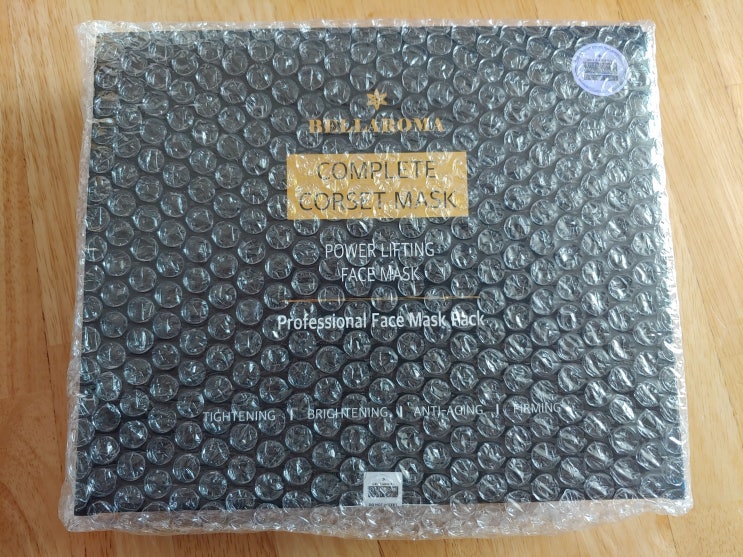 BELLAROMA
COMPLETE
CORSET MASK
POWER LIFTING
FACE MASK
Professional Face Mask Pack
TIGHTENING | BRIGHTENING | ANTI-AGING | FIRMING